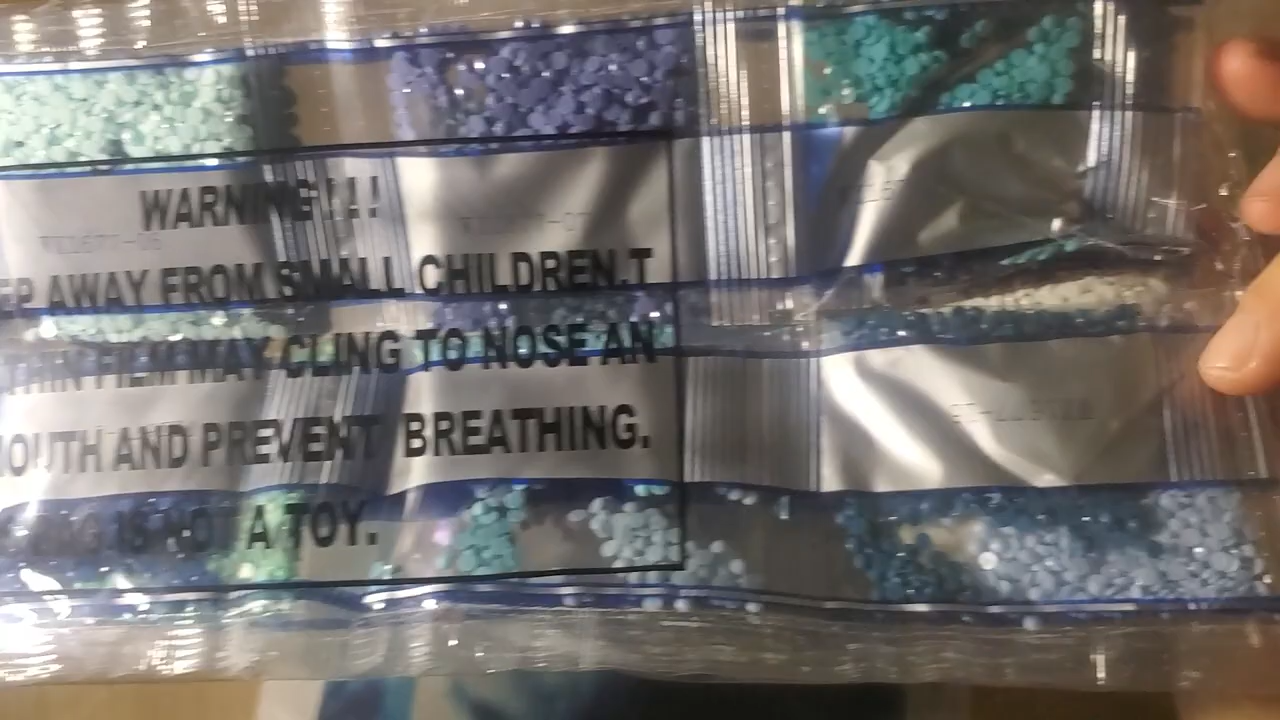 WARNING!!!
EP AWAY FROM SMALL CHILDREN.T
THIN FILM MAY CLING TO NOSE AN
OUTH AND PREVENT BREATHING.
IS NOT A TOY.